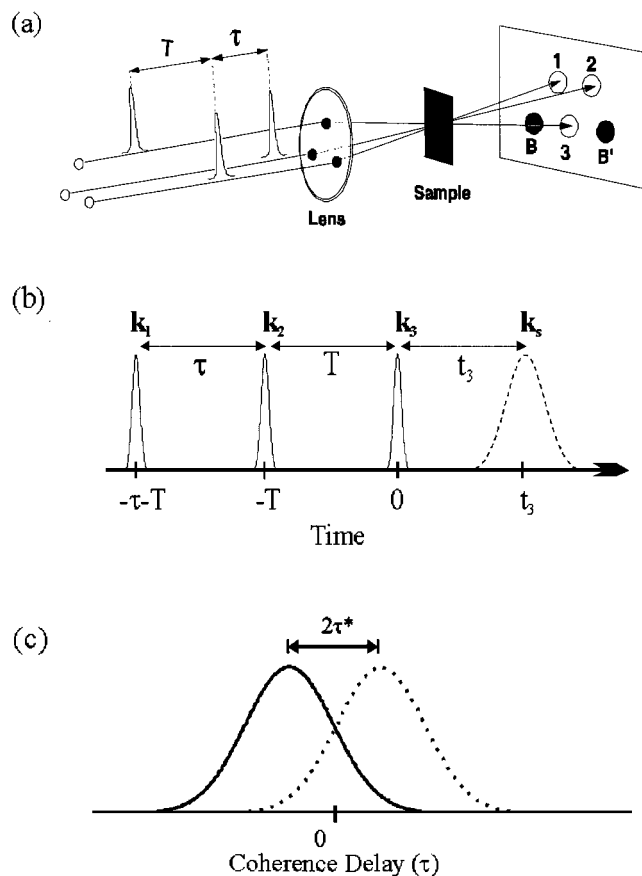 (a)
T τ
1 2
B 3 B'
Sample
Lens
(b)
k₁ k₂ k₃ kₛ
τ T t₃
-τ-T -T 0 t₃
Time
(c)
2τ*
0
Coherence Delay (τ)